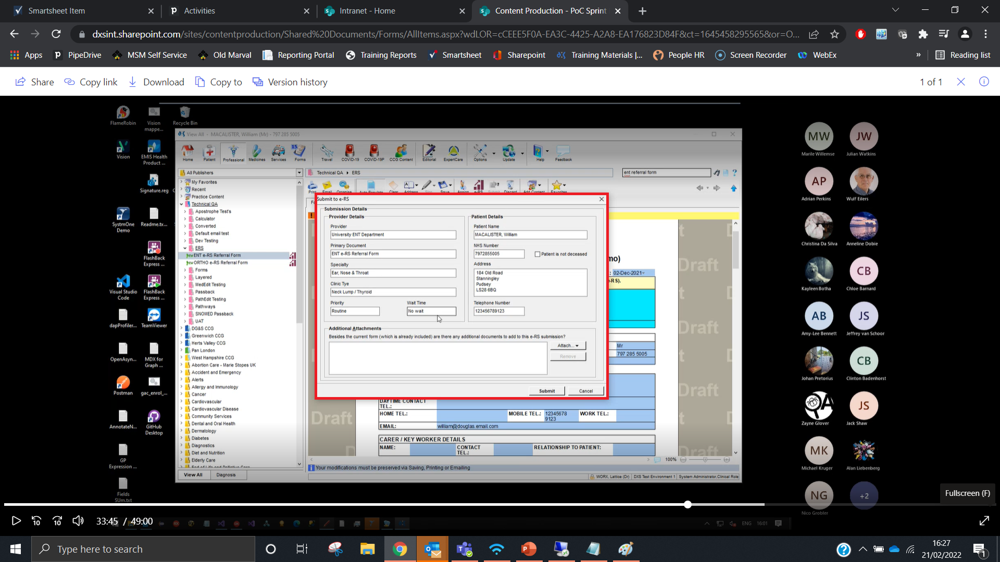 Smartsheet Item
Activities
Intranet - Home
Content Production - PoC Sprint
dxsint.sharepoint.com/sites/contentproduction/Shared%20Documents/Forms/AllItems.aspx?wdLOR=cCEEE5F0A-EA3C-4425-A2A8-EA176823D84F&ct=1645458295565&or=O...
Apps
PipeDrive
MSM Self Service
Old Marval
Reporting Portal
Training Reports
Smartsheet
Sharepoint
Training Materials |...
People HR
Screen Recorder
WebEx
»
Reading list
Share
Copy link
Download
Copy to
Version history
1 of 1
FlameRobin
Vision mappe...
Recycle Bin
Vision
EMIS Health Product ...
Signature.reg
SystmOne Demo
Readme.tx...
FlashBack Express ...
Visual Studio Code
FlashBack Express ...
dapProfiler...
TeamViewer
OpenAsyn...
MDX for Graph ...
Postman
gac_enrol_...
AnnotateN...
GitHub Desktop
GP Expression ...
Fields SUm.txt
View All - MACALISTER, William (Mr) - 797 285 5005
Home
Patient
Professional
Medicines
Services
15
Forms
Travel
COVID-19
COVID-19P
CCG Content
Editorial
ExpertCare
Options
Update
Help
Feedback
All Publishers
Technical QA ▸ ERS
ent referral form
My Favorites
Recent
Practice Content
Technical QA
Apostrophe Test's
Calculator
Converted
Default email test
Dev Testing
ERS
ENT e-RS Referral Form
ORTHO e-RS Referral Form
Forms
Layered
MedEdit Testing
Passback
PathEdit Testing
Pathways
SNOMED Passback
UAT
DG&S CCG
Greenwich CCG
Herts Valley CCG
Pan London
West Hampshire CCG
Abortion Care - Marie Stopes UK
Accident and Emergency
Alerts
Allergy and Immunology
Cancer
Cardiovascular
Cardiovascular Disease
Community Services
Dental and Oral Health
Dermatology
Diabetes
Diagnostics
Diet and Nutrition
Elderly Care
View All
Diagnosis
Submit to e-RS
Submission Details
Provider Details
Provider
University ENT Department
Primary Document
ENT e-RS Referral Form
Specialty
Ear, Nose & Throat
Clinic Tye
Neck Lump / Thyroid
Priority
Wait Time
Routine
No wait
Patient Details
Patient Name
MACALISTER, William
NHS Number
7972855005
Patient is not deceased
Address
184 Old Road
Stanningley
Pudsey
LS28 6BQ
Telephone Number
123456789123
Additional Attachments
Besides the current form (which is already included) are there any additional documents to add to this e-RS submission?
Attach...
Remove
Submit
Cancel
mo)
: 02-Dec-2021
-RS).
Mr
797 285 5005
Draft
Draft
Draft
Draft
DAYTIME CONTACT TEL.:
HOME TEL.:
MOBILE TEL.:
12345678
9123
WORK TEL.:
EMAIL:
william@douglas.email.com
CARER / KEY WORKER DETAILS
NAME:
CONTACT TEL.:
RELATIONSHIP TO PATIENT:
100%
Your modifications must be preserved via Saving, Printing or Emailing
WORX, Lattice (Dr)
DXS Test Environment 1
System Administrator,Clinical Role
MW
Marile Willemse
JW
Julian Watkins
AP
Adrian Perkins
Wulf Eilers
Christina Da Silva
Anneline Dobie
Kayleen Botha
CB
Chloe Barnard
AB
Amy-Lee Bennett
JS
Jeffrey van Schoor
Johan Pretorius
CB
Clinton Badenhorst
QA
Zayne Glover
JS
Jack Shaw
MK
Michael Kruger
Alan Liebenberg
NG
Nico Grobler
+2
Fullscreen (F)
10
10
33:45 / 49:00
ENG
16:01
Type here to search
16:27
21/02/2022
1